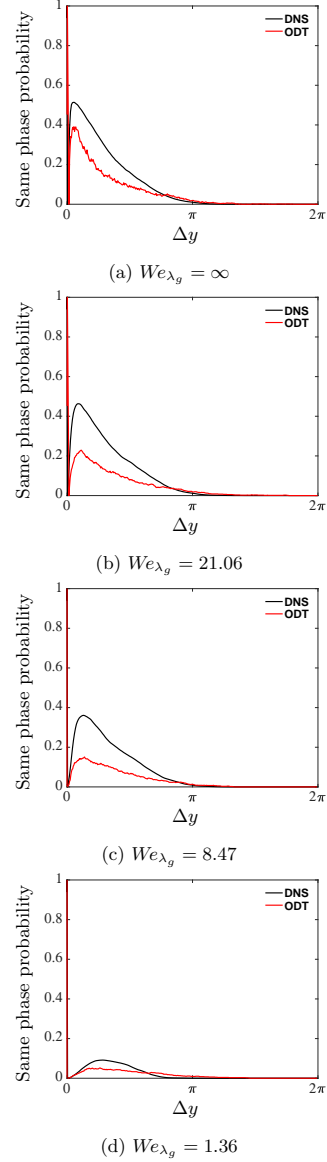 1
0.8
0.6
0.4
0.2
0
Same phase probability
DNS
ODT
0 π 2π
Δy
(a) We_{λ_g} = ∞
1
0.8
0.6
0.4
0.2
0
Same phase probability
DNS
ODT
0 π 2π
Δy
(b) We_{λ_g} = 21.06
1
0.8
0.6
0.4
0.2
0
Same phase probability
DNS
ODT
0 π 2π
Δy
(c) We_{λ_g} = 8.47
1
0.8
0.6
0.4
0.2
0
Same phase probability
DNS
ODT
0 π 2π
Δy
(d) We_{λ_g} = 1.36